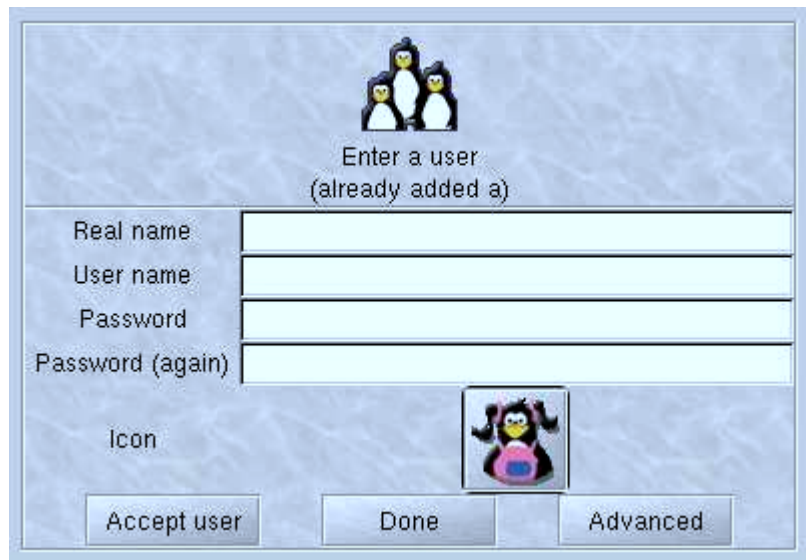 Enter a user
(already added a)
Real name
User name
Password
Password (again)
Icon
Accept user
Done
Advanced